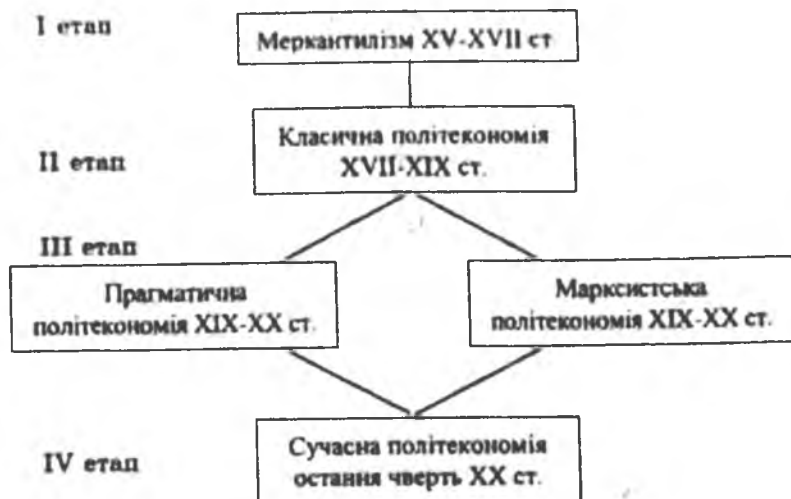 I етап
Меркантилізм XV-XVII ст
Класична політекономія
XVII-XIX ст.
II етап
III етап
Прагматична
політекономія XIX-XX ст.
Марксистська
політекономія XIX-XX ст.
Сучасна політекономія
остання чверть XX ст.
IV етап